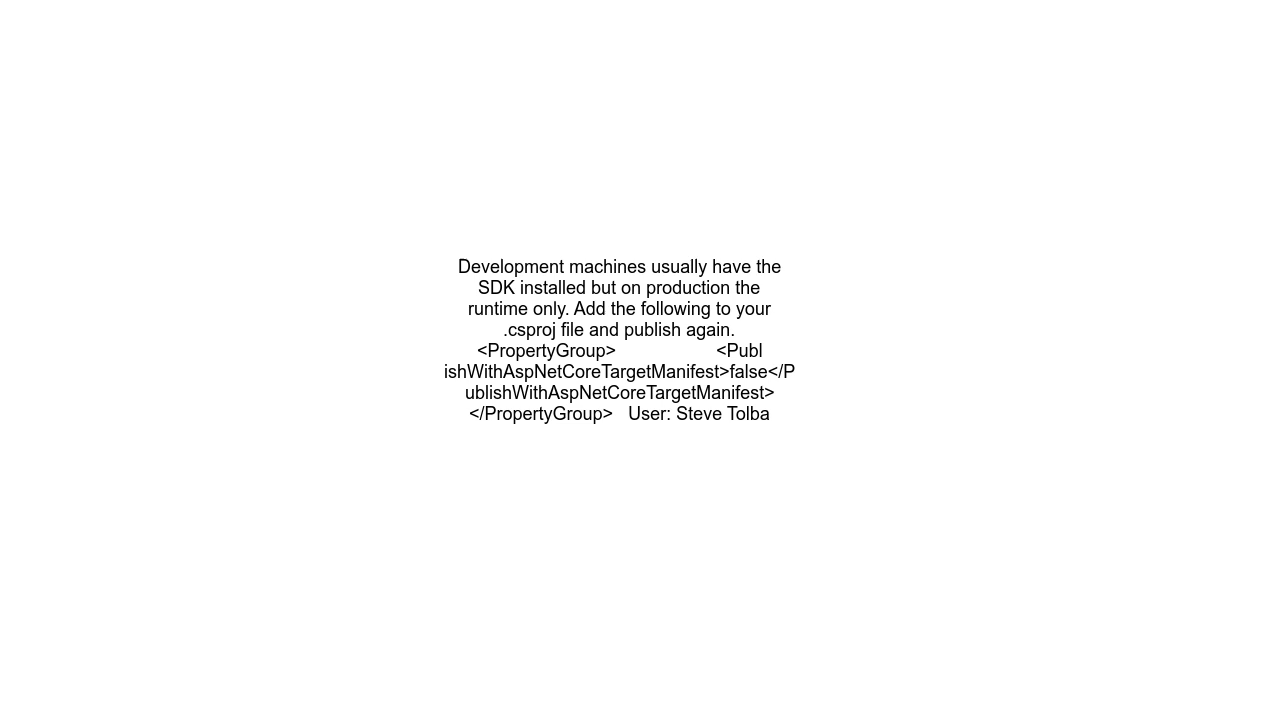 Development machines usually have the
SDK installed but on production the
runtime only. Add the following to your
.csproj file and publish again.
<PropertyGroup> <Publ
ishWithAspNetCoreTargetManifest>false</P
ublishWithAspNetCoreTargetManifest>
</PropertyGroup> User: Steve Tolba